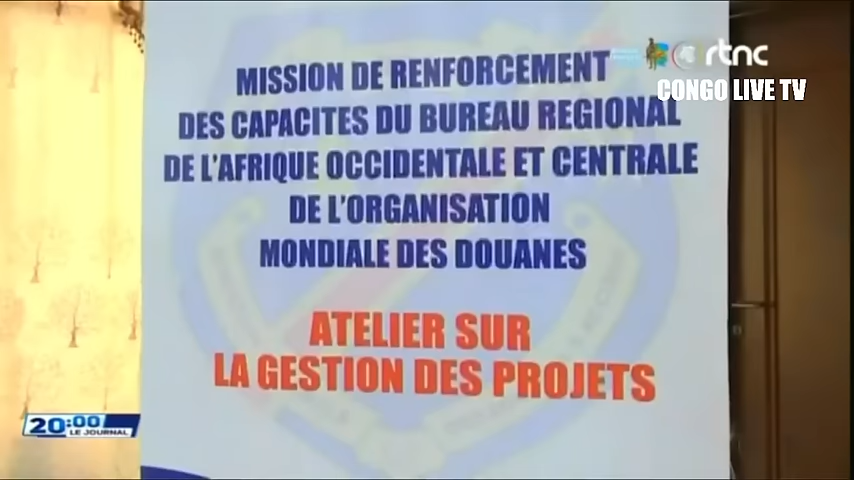 rtnc
CONGO LIVE TV
MISSION DE RENFORCEMENT
DES CAPACITES DU BUREAU REGIONAL
DE L'AFRIQUE OCCIDENTALE ET CENTRALE
DE L'ORGANISATION
MONDIALE DES DOUANES
ATELIER SUR
LA GESTION DES PROJETS
20:00
LE JOURNAL